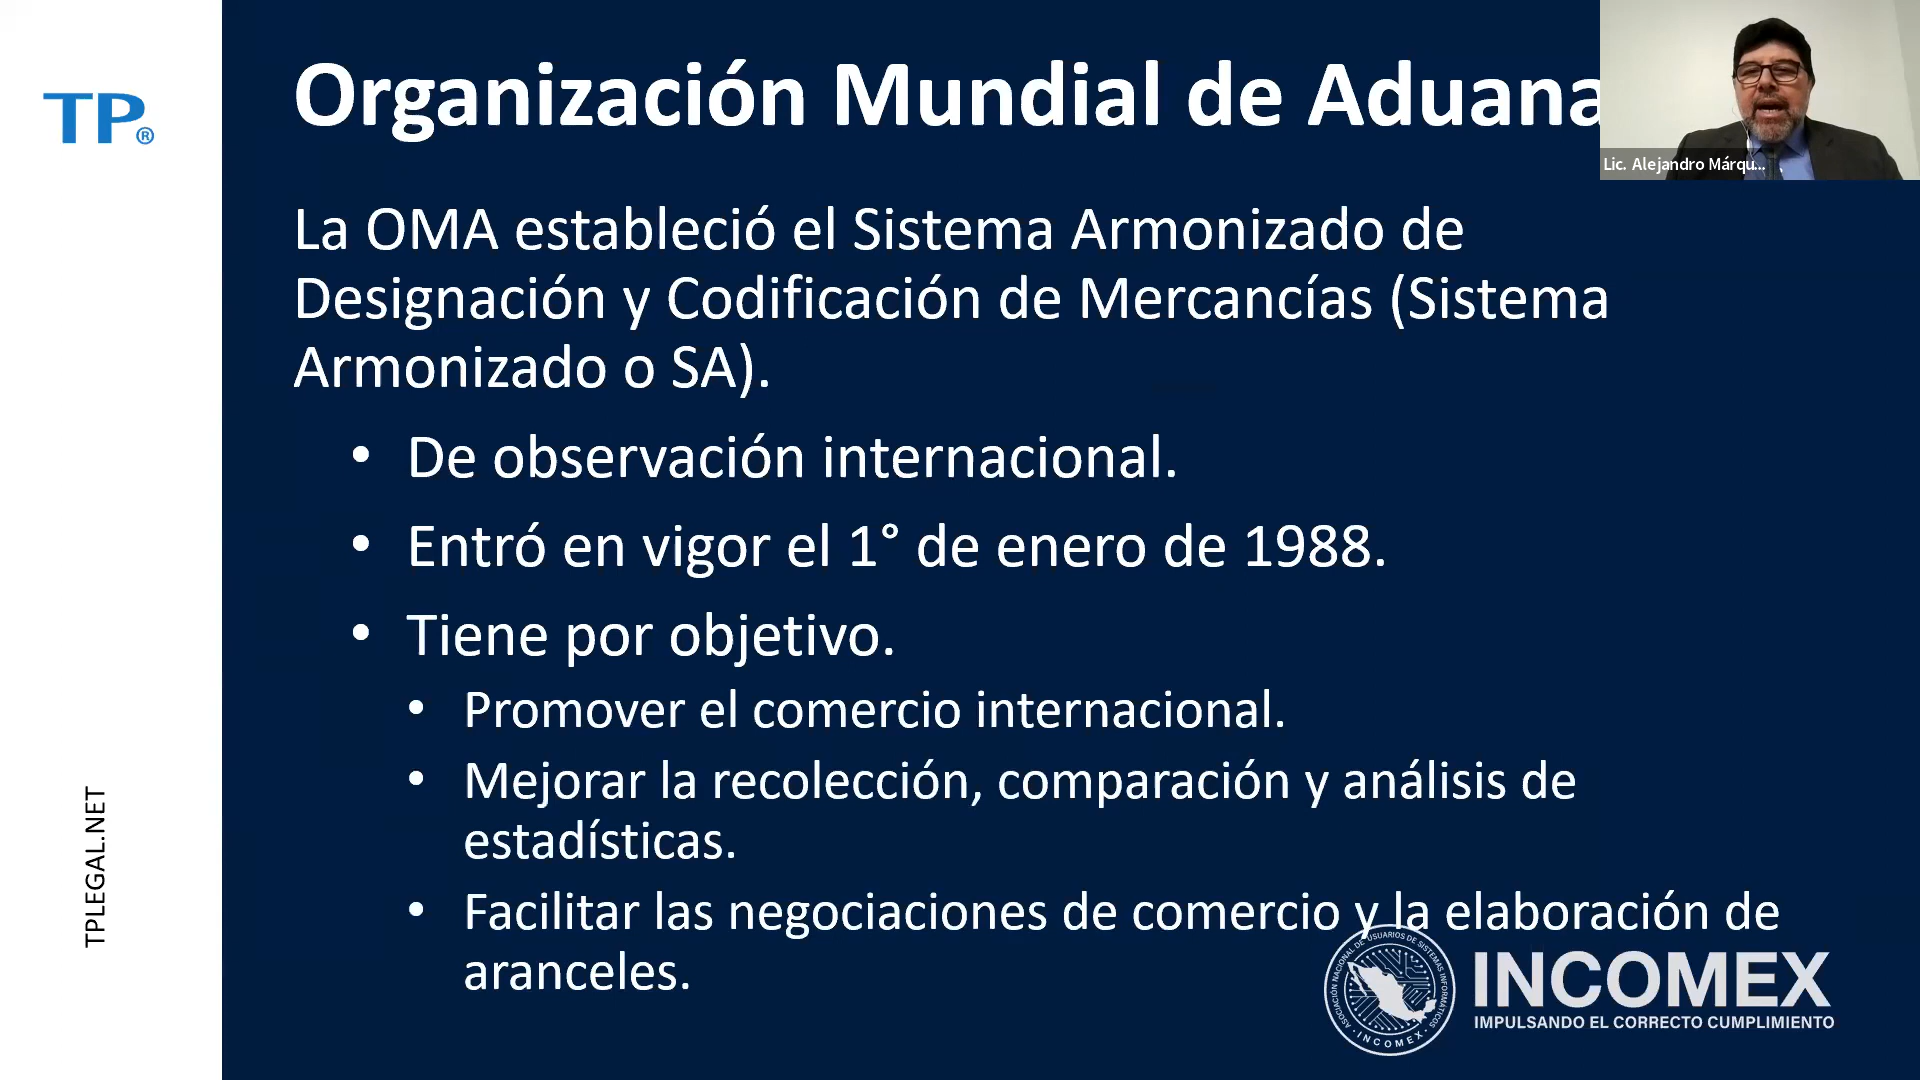 TP®
Organización Mundial de Aduana
Lic. Alejandro Márqu...
La OMA estableció el Sistema Armonizado de
Designación y Codificación de Mercancías (Sistema
Armonizado o SA).
• De observación internacional.
• Entró en vigor el 1° de enero de 1988.
• Tiene por objetivo.
• Promover el comercio internacional.
• Mejorar la recolección, comparación y análisis de
estadísticas.
• Facilitar las negociaciones de comercio y la elaboración de
aranceles.
TPLEGAL.NET
ASOCIACIÓN NACIONAL DE USUARIOS DE SISTEMAS INFORMÁTICOS
· INCOMEX ·
INCOMEX
IMPULSANDO EL CORRECTO CUMPLIMIENTO